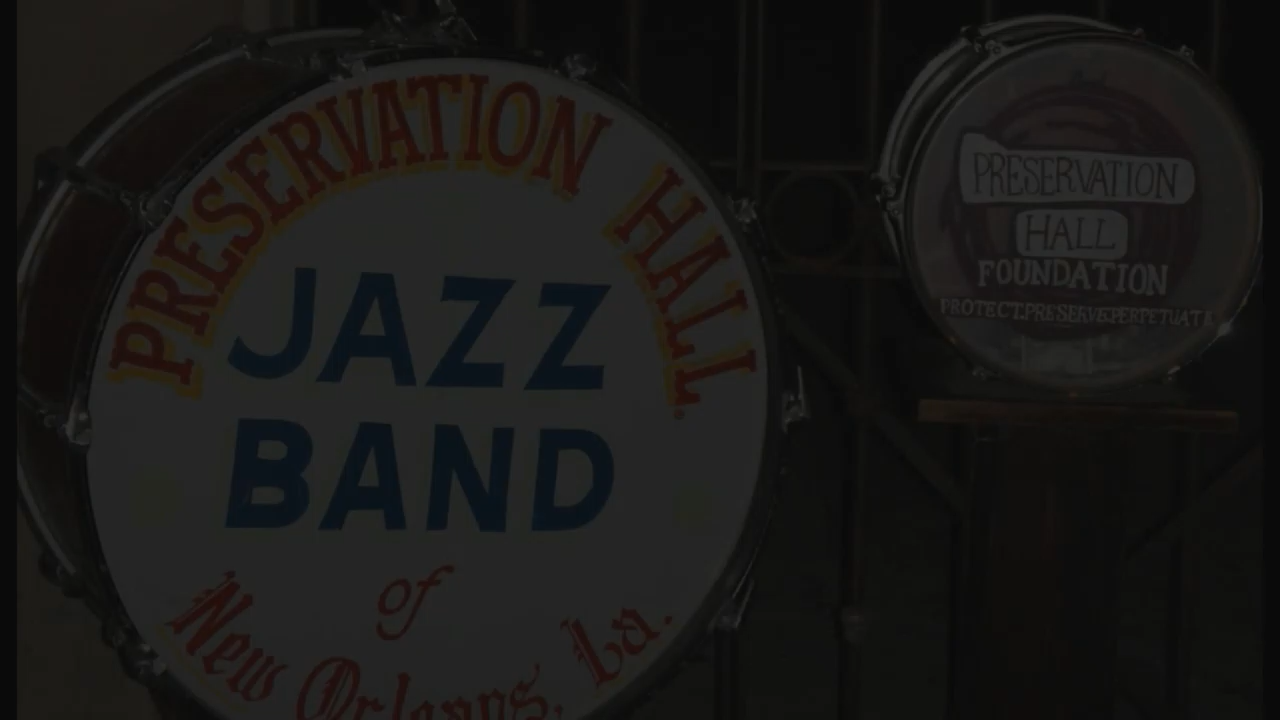 PRESERVATION HALL
JAZZ
BAND
of
New Orleans, La.
PRESERVATION
HALL
FOUNDATION
PROTECT.PRESERVE.PERPETUATE